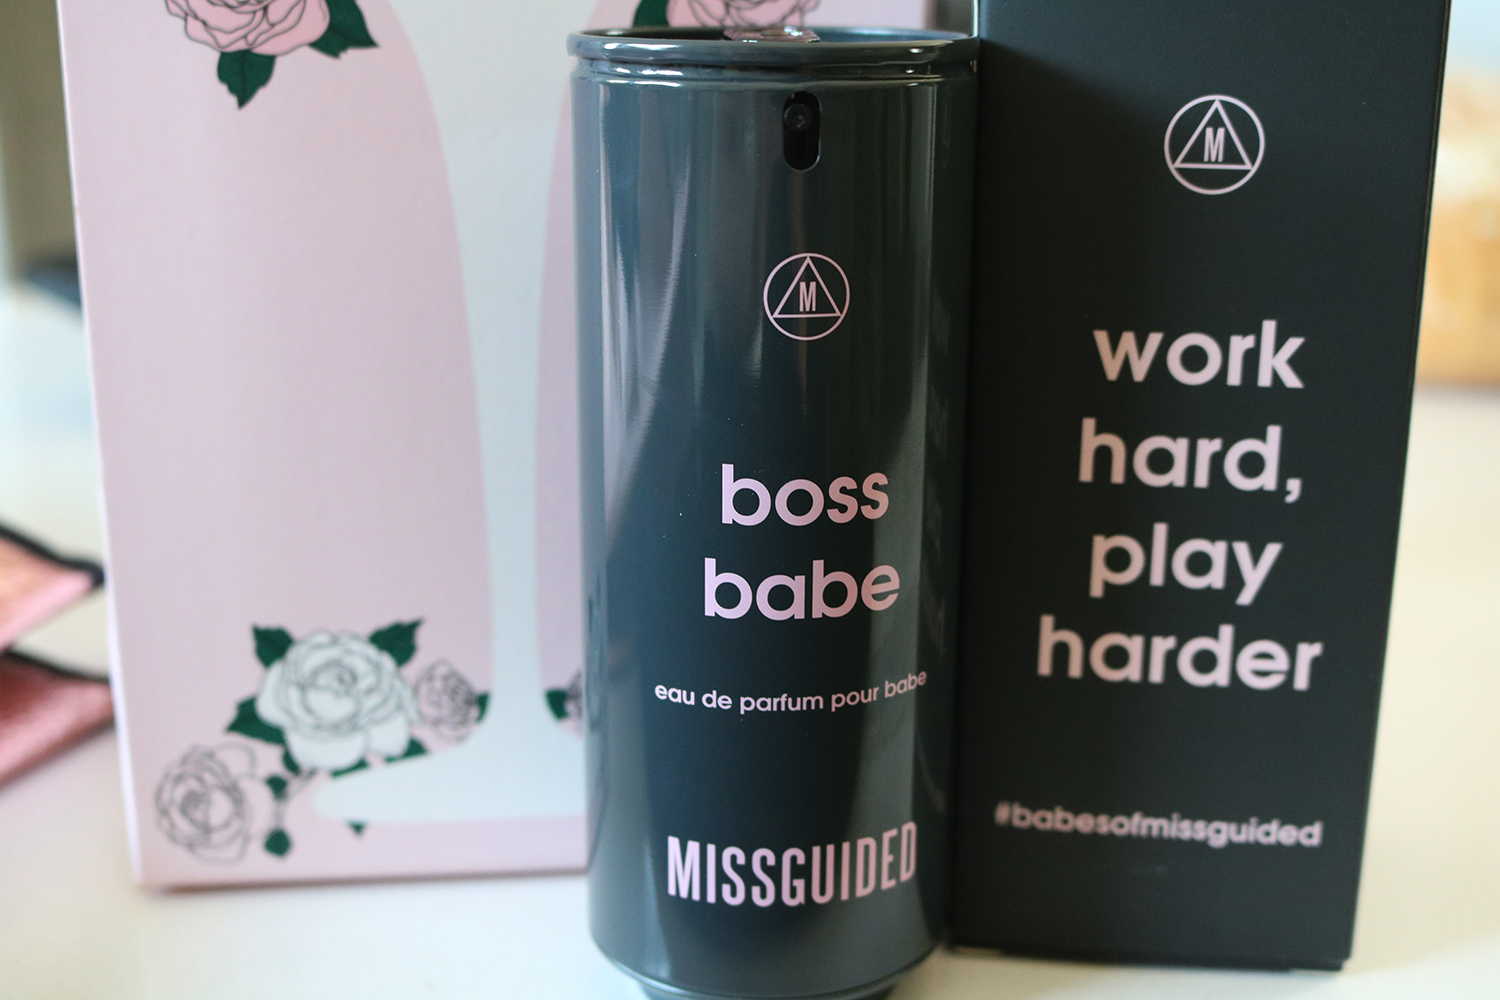 M
boss
babe
eau de parfum pour babe
MISSGUIDED
M
work
hard,
play
harder
#babesofmissguided